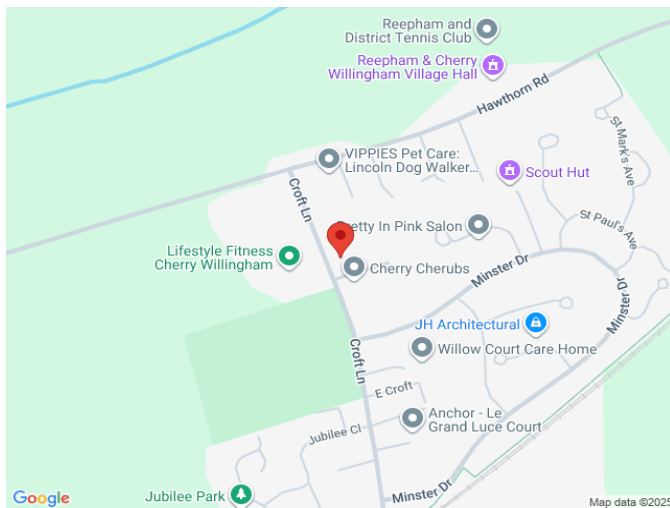 Reepham and
District Tennis Club
Reepham & Cherry
Willingham Village Hall
Hawthorn Rd
St Mark's Ave
VIPPIES Pet Care:
Lincoln Dog Walker...
Scout Hut
Croft Ln
St Paul's Ave
Pretty In Pink Salon
Lifestyle Fitness
Cherry Willingham
Cherry Cherubs
Minster Dr
Minster Dr
JH Architectural
Croft Ln
Willow Court Care Home
E Croft
Anchor - Le
Grand Luce Court
Jubilee Cl
Jubilee Park
Minster Dr
Google
Map data ©2025